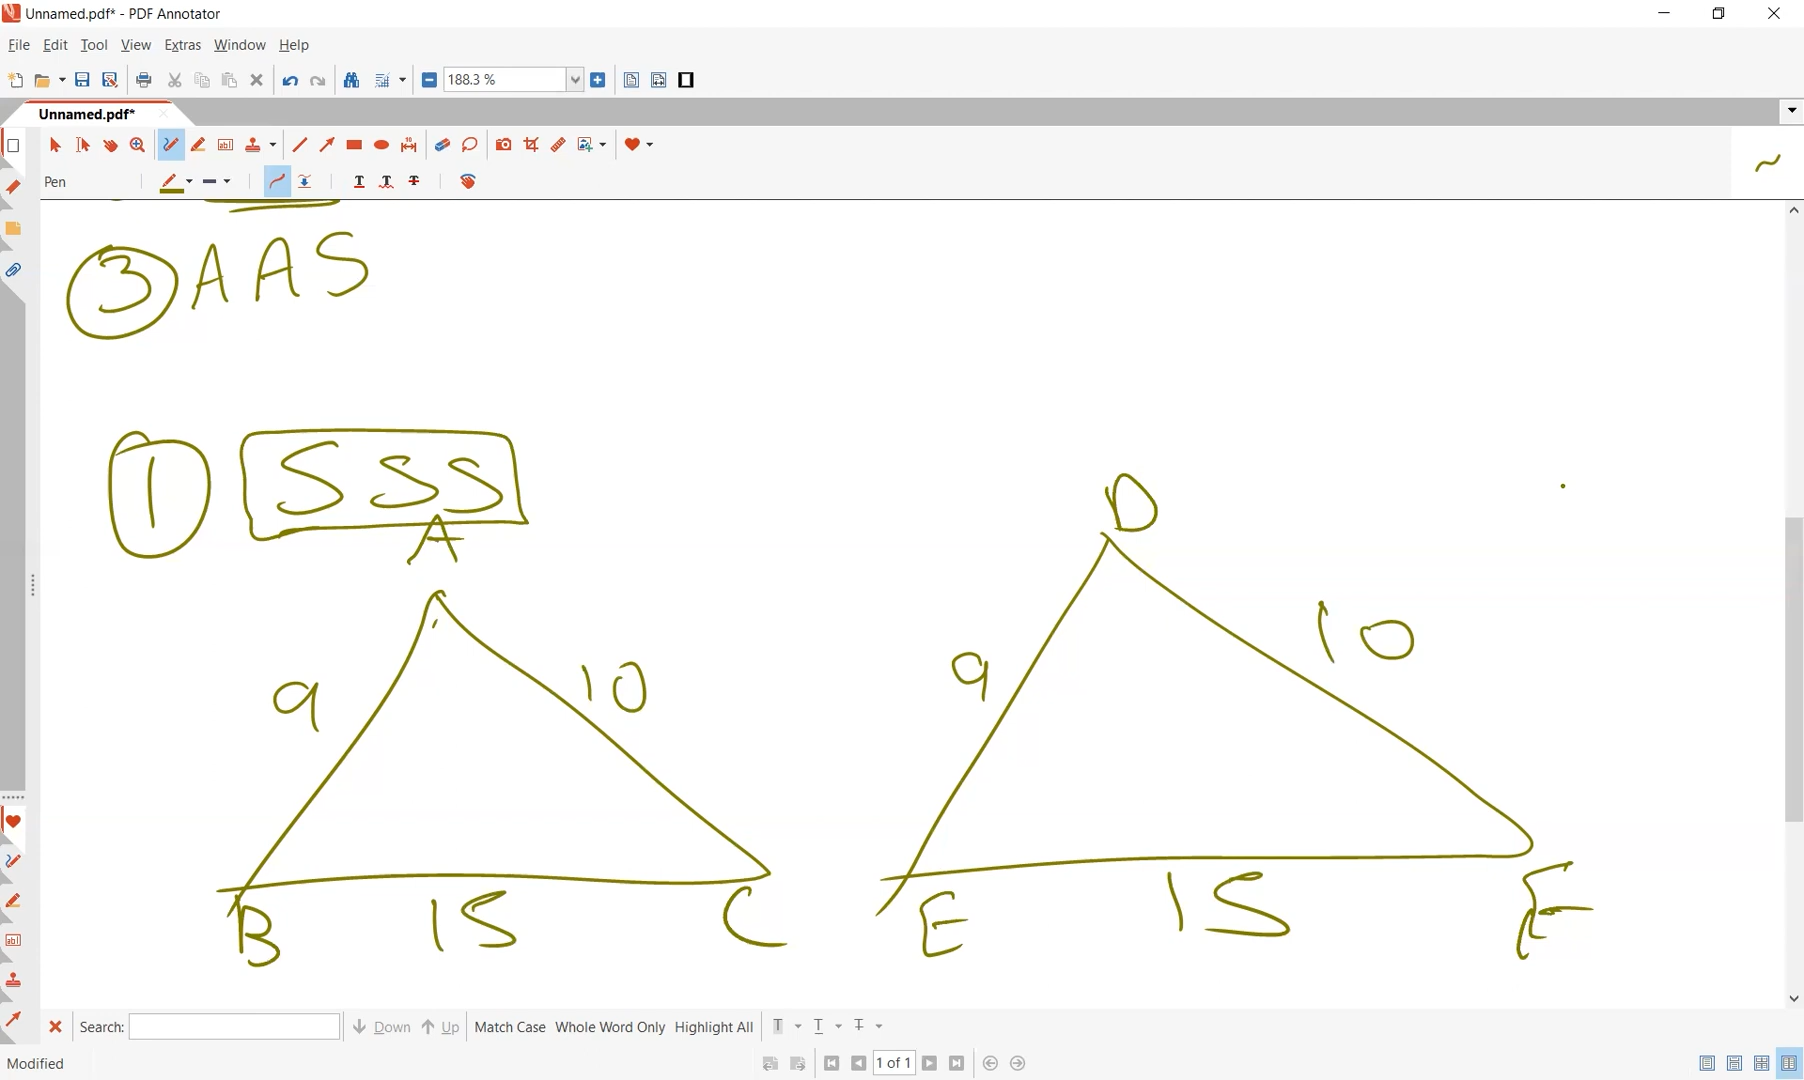 Unnamed.pdf* - PDF Annotator
File Edit Tool View Extras Window Help
188.3 %
Unnamed.pdf*
Pen
3 AAS
1 SSS
A
D
9
10
9
10
B
15
C
E
15
F
Search:
Down
Up
Match Case
Whole Word Only
Highlight All
Modified
1 of 1